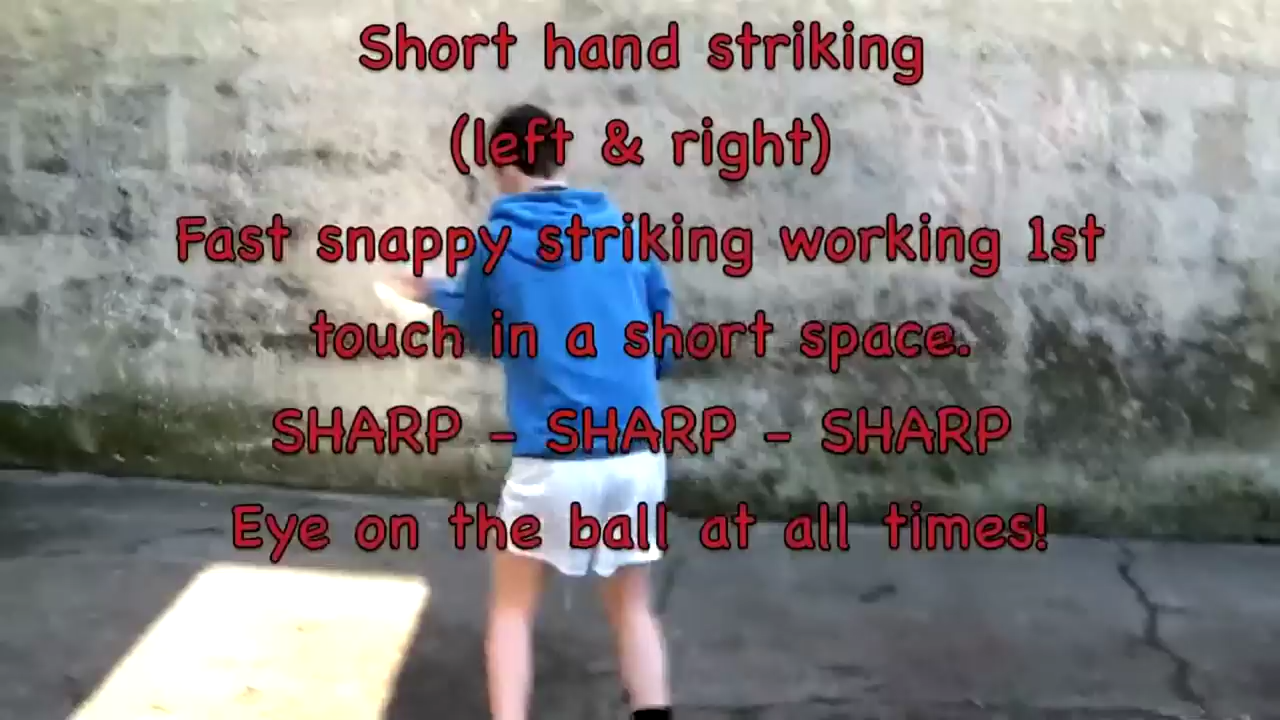 Short hand striking
(left & right)
Fast snappy striking working 1st
touch in a short space.
SHARP - SHARP - SHARP
Eye on the ball at all times!